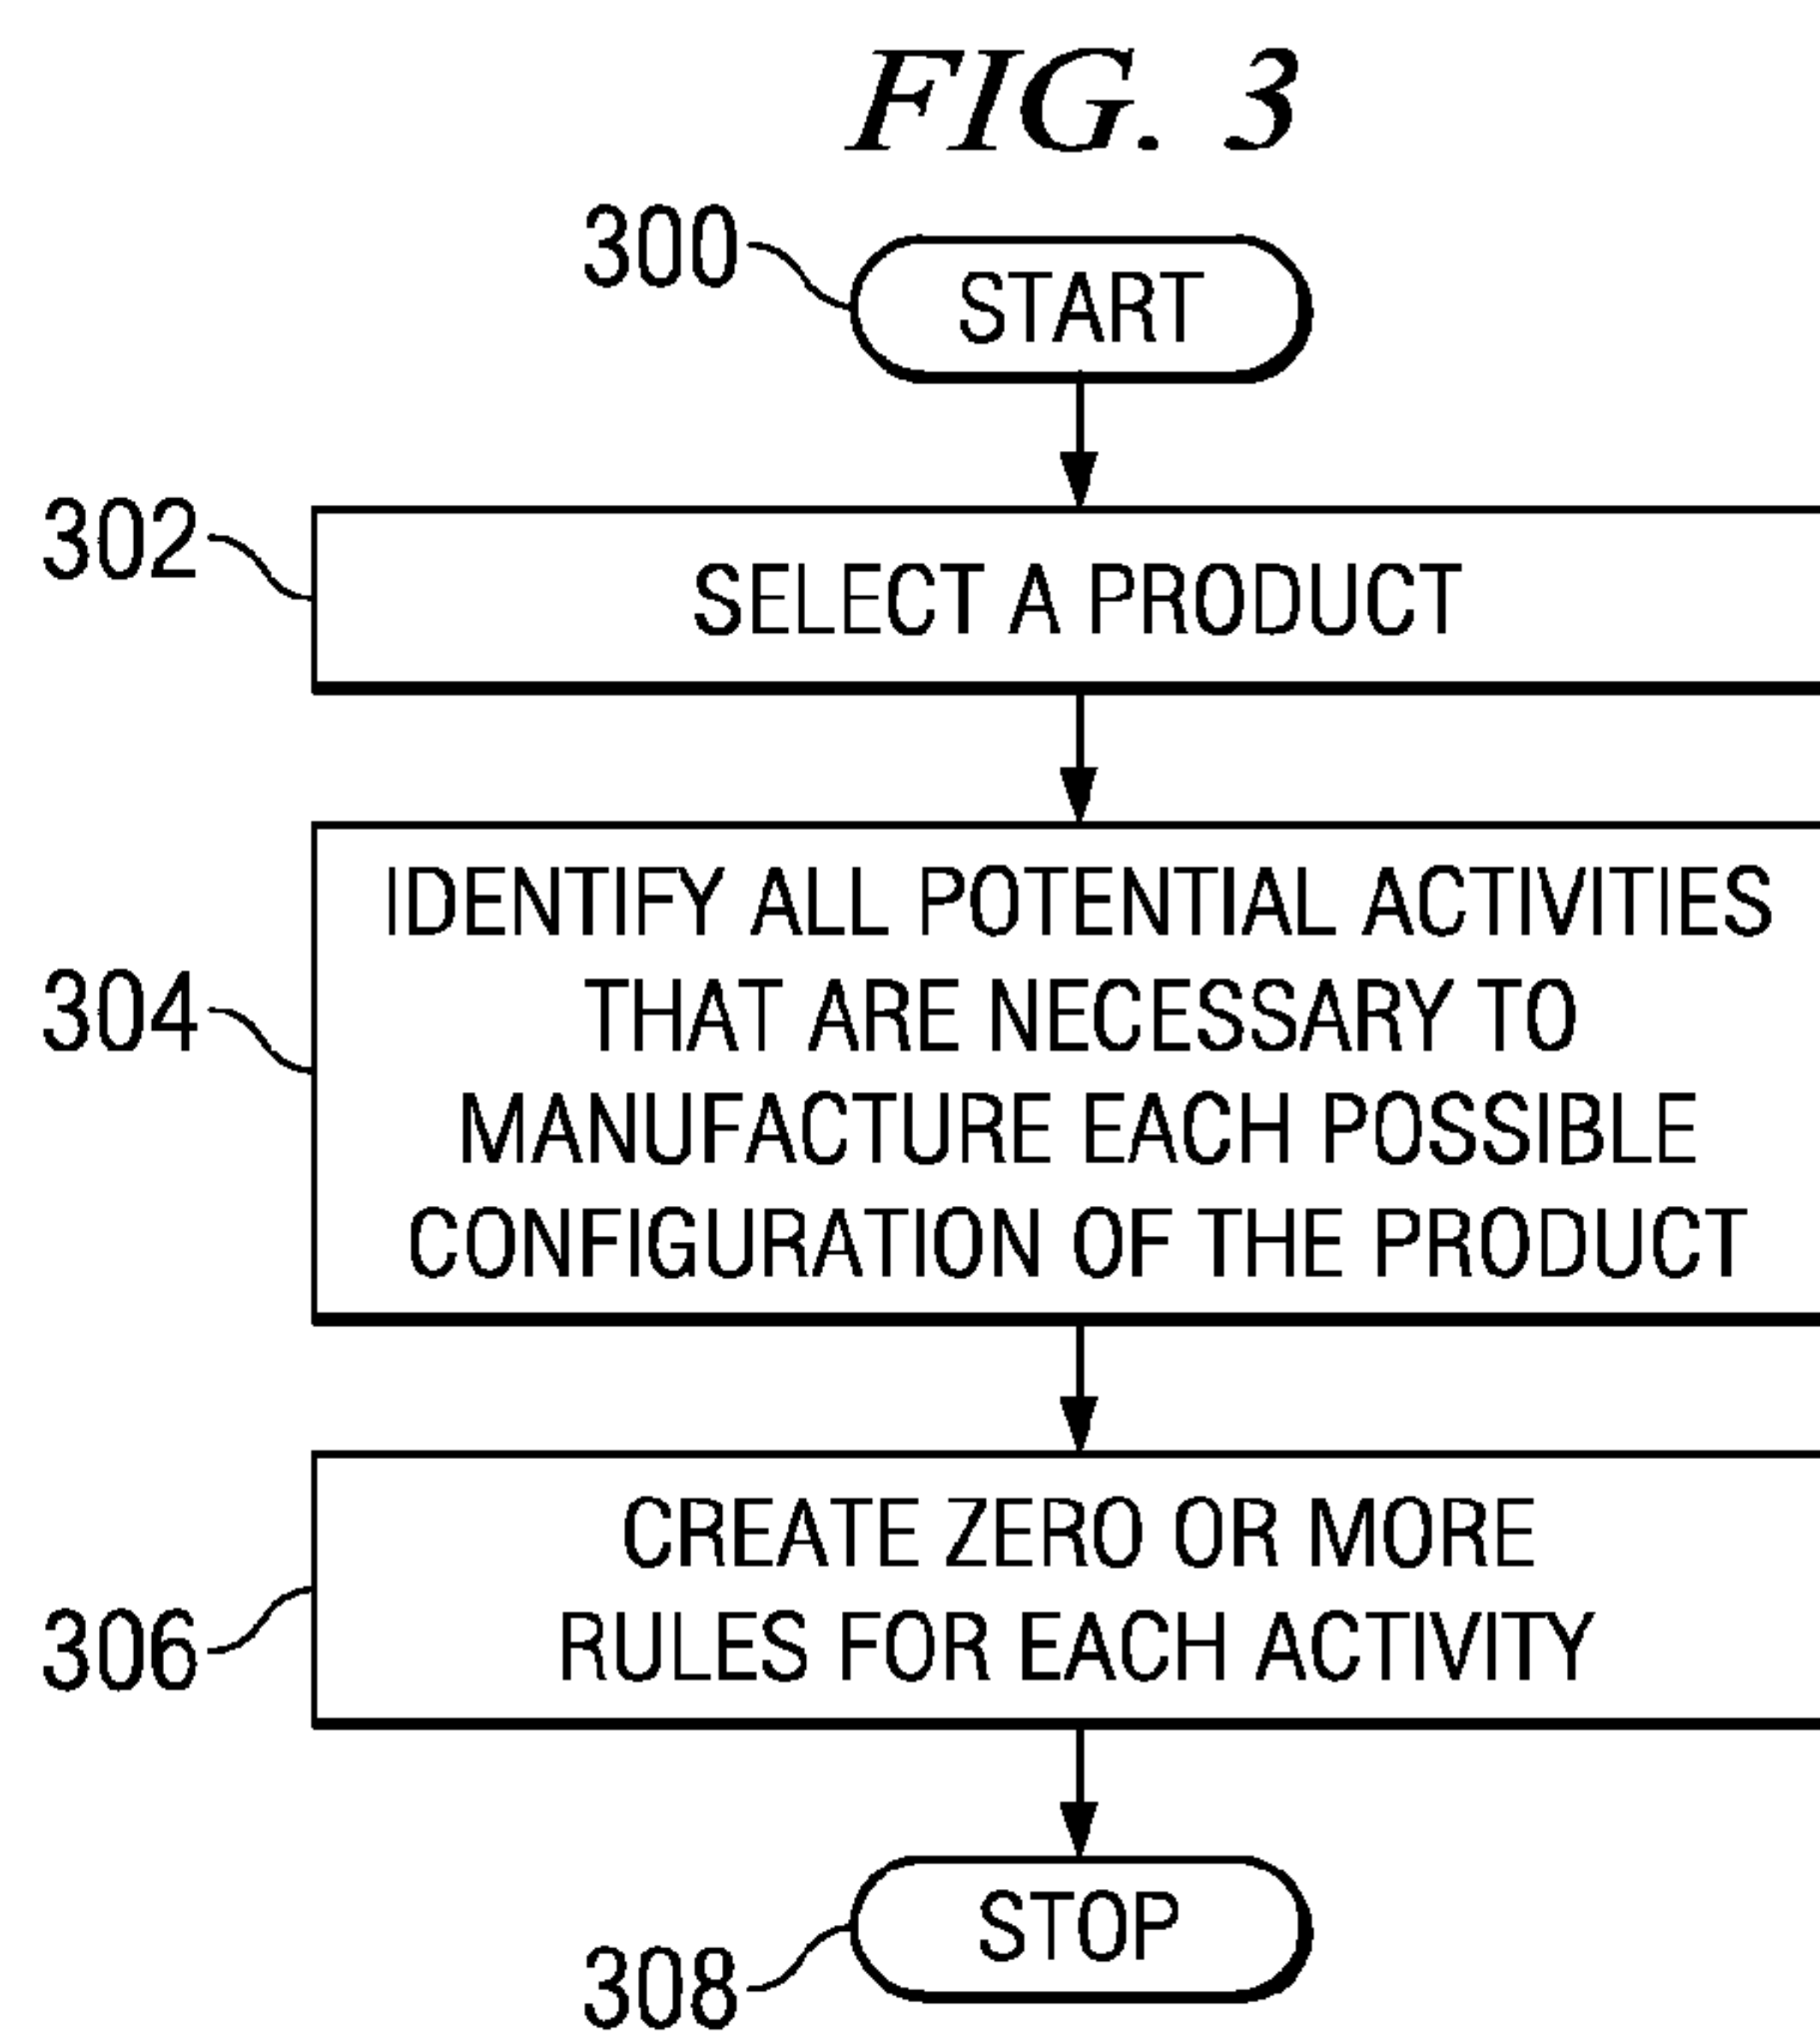 FIG. 3
300
START
302
SELECT A PRODUCT
304
IDENTIFY ALL POTENTIAL ACTIVITIES
THAT ARE NECESSARY TO
MANUFACTURE EACH POSSIBLE
CONFIGURATION OF THE PRODUCT
306
CREATE ZERO OR MORE
RULES FOR EACH ACTIVITY
308
STOP